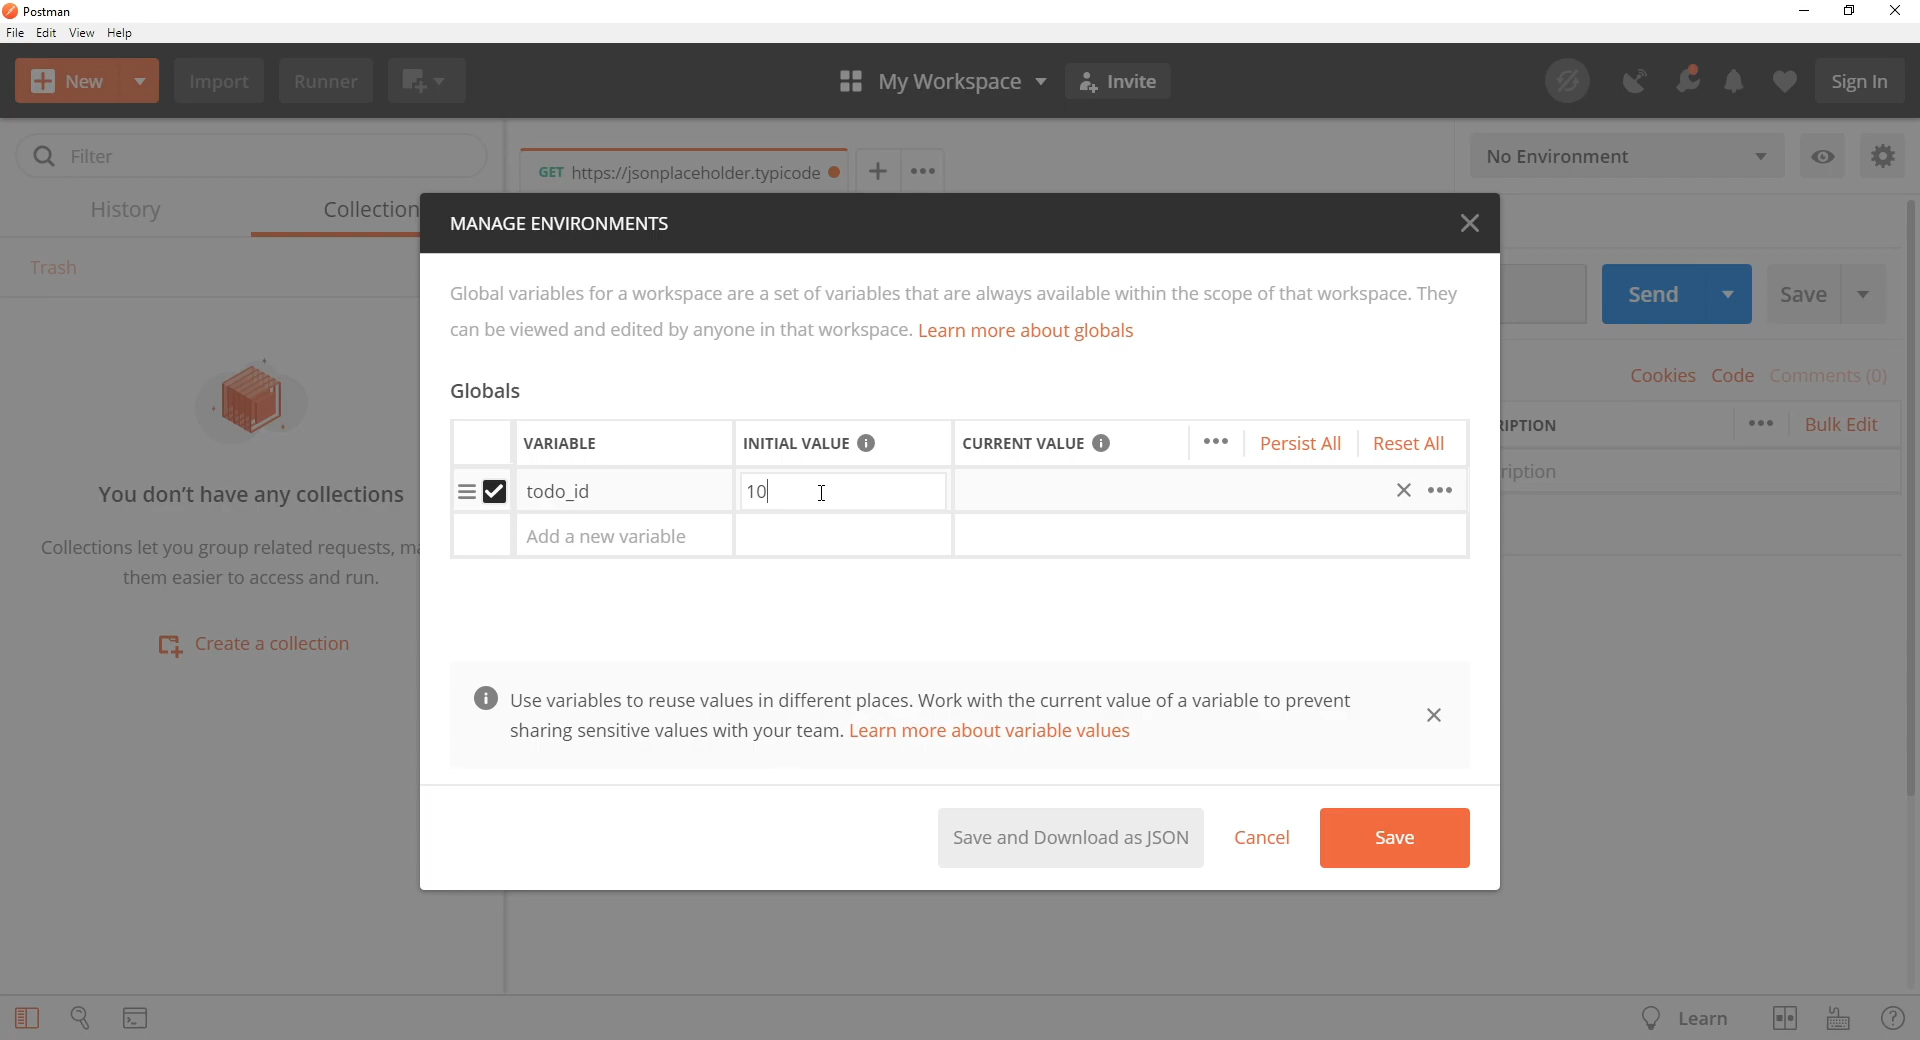 Postman
File Edit View Help
New Import Runner My Workspace Invite Sign In
Filter
GET https://jsonplaceholder.typicode
No Environment
History Collection
MANAGE ENVIRONMENTS
Trash
Global variables for a workspace are a set of variables that are always available within the scope of that workspace. They
can be viewed and edited by anyone in that workspace. Learn more about globals
Send Save
Cookies Code Comments (0)
Globals
VARIABLE INITIAL VALUE CURRENT VALUE ••• Persist All Reset All
RIPTION ••• Bulk Edit
todo_id 10
ription
Add a new variable
You don't have any collections
Collections let you group related requests, ma
them easier to access and run.
Create a collection
Use variables to reuse values in different places. Work with the current value of a variable to prevent
sharing sensitive values with your team. Learn more about variable values
Save and Download as JSON Cancel Save
Learn